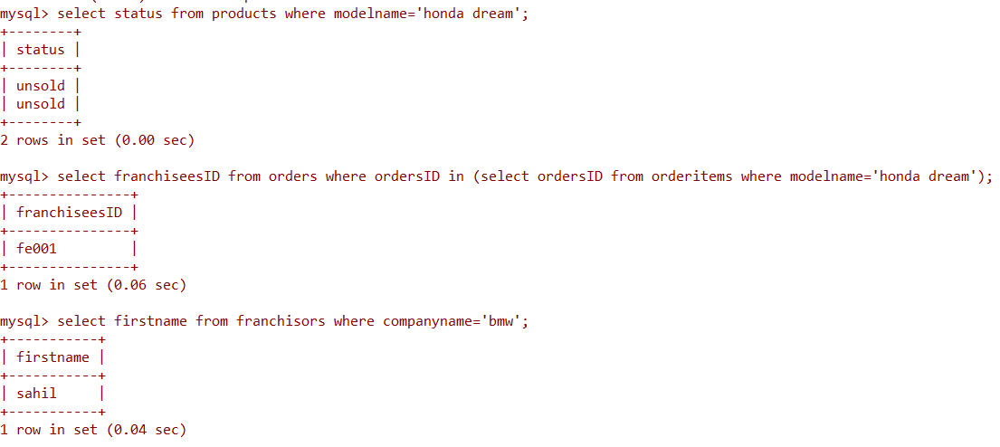 mysql> select status from products where modelname='honda dream';
+--------+
| status |
+--------+
| unsold |
| unsold |
+--------+
2 rows in set (0.00 sec)

mysql> select franchiseesID from orders where ordersID in (select ordersID from orderitems where modelname='honda dream');
+---------------+
| franchiseesID |
+---------------+
| fe001         |
+---------------+
1 row in set (0.06 sec)

mysql> select firstname from franchisors where companyname='bmw';
+-----------+
| firstname |
+-----------+
| sahil     |
+-----------+
1 row in set (0.04 sec)